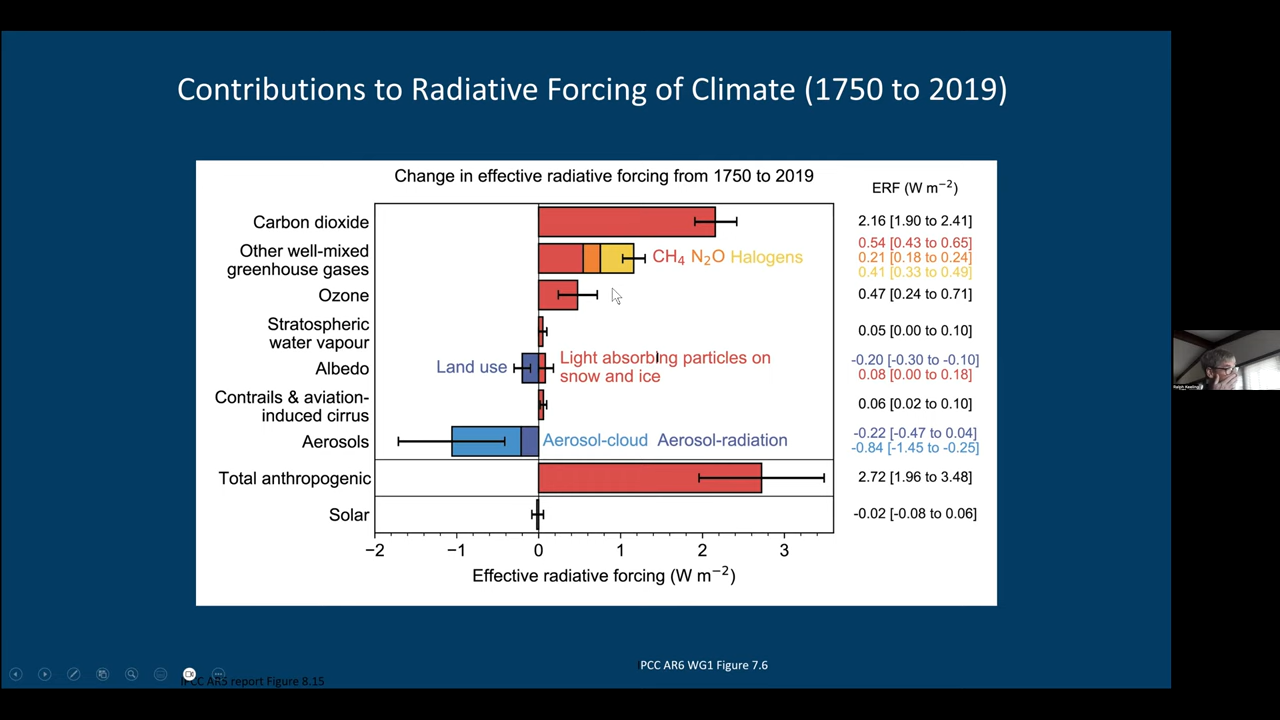 Contributions to Radiative Forcing of Climate (1750 to 2019)
Change in effective radiative forcing from 1750 to 2019
ERF (W m−2)
Carbon dioxide
2.16 [1.90 to 2.41]
Other well-mixed
greenhouse gases
CH4 N2O Halogens
0.54 [0.43 to 0.65]
0.21 [0.18 to 0.24]
0.41 [0.33 to 0.49]
Ozone
0.47 [0.24 to 0.71]
Stratospheric
water vapour
0.05 [0.00 to 0.10]
Albedo
Land use
Light absorbing particles on
snow and ice
-0.20 [-0.30 to -0.10]
0.08 [0.00 to 0.18]
Contrails & aviation-
induced cirrus
0.06 [0.02 to 0.10]
Aerosols
Aerosol-cloud Aerosol-radiation
-0.22 [-0.47 to 0.04]
-0.84 [-1.45 to -0.25]
Total anthropogenic
2.72 [1.96 to 3.48]
Solar
-0.02 [-0.08 to 0.06]
−2 −1 0 1 2 3
Effective radiative forcing (W m−2)
IPCC AR6 WG1 Figure 7.6
IPCC AR5 report Figure 8.15
Ralph Keeling